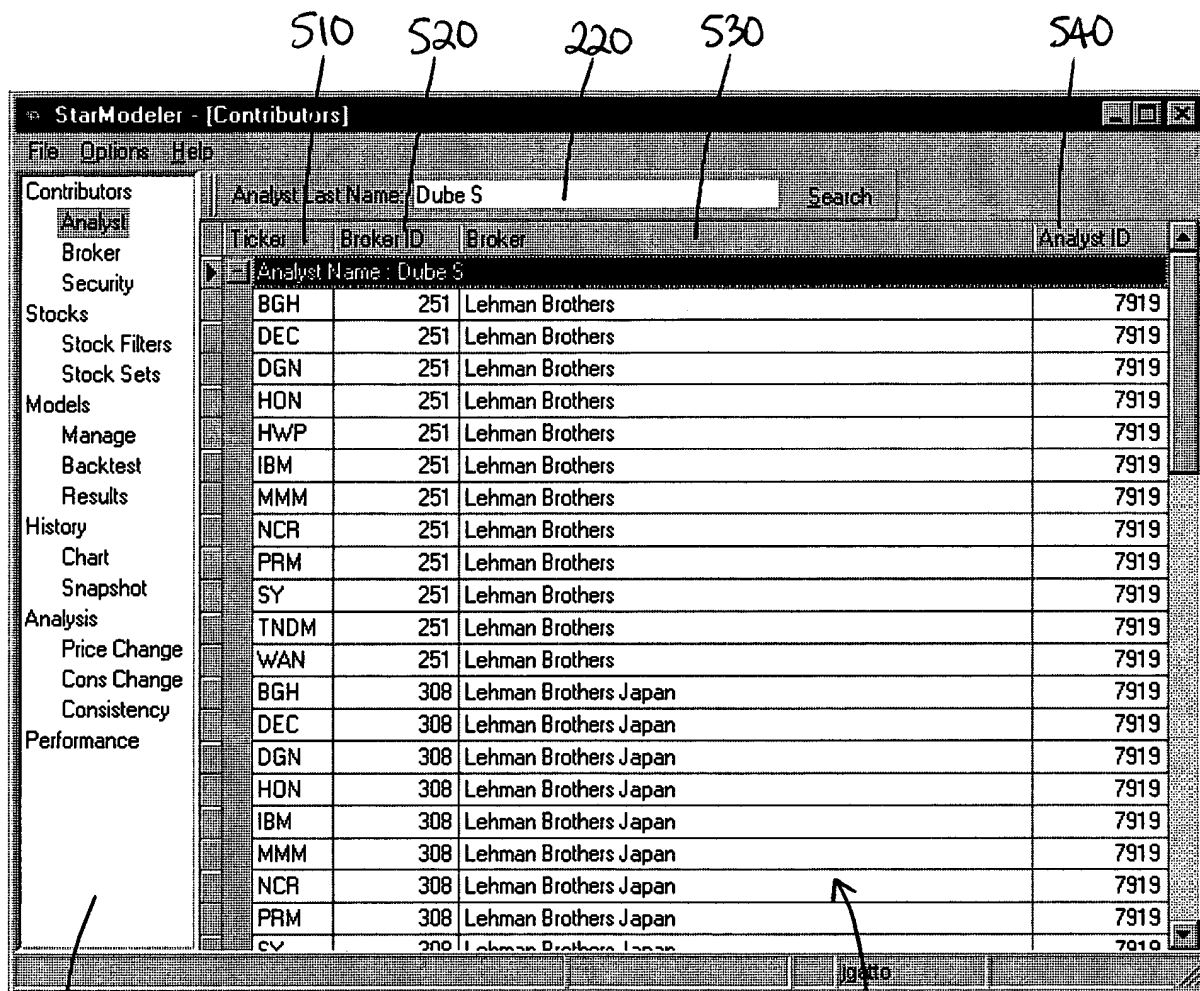 510 520 220 530 540
StarModeler - [Contributors]
File Options Help
Contributors
Analyst
Broker
Security
Stocks
Stock Filters
Stock Sets
Models
Manage
Backtest
Results
History
Chart
Snapshot
Analysis
Price Change
Cons Change
Consistency
Performance
Analyst Last Name: Dube S Search
Ticker Broker ID Broker Analyst ID
Analyst Name : Dube S
BGH 251 Lehman Brothers 7919
DEC 251 Lehman Brothers 7919
DGN 251 Lehman Brothers 7919
HON 251 Lehman Brothers 7919
HWP 251 Lehman Brothers 7919
IBM 251 Lehman Brothers 7919
MMM 251 Lehman Brothers 7919
NCR 251 Lehman Brothers 7919
PRM 251 Lehman Brothers 7919
SY 251 Lehman Brothers 7919
TNDM 251 Lehman Brothers 7919
WAN 251 Lehman Brothers 7919
BGH 308 Lehman Brothers Japan 7919
DEC 308 Lehman Brothers Japan 7919
DGN 308 Lehman Brothers Japan 7919
HON 308 Lehman Brothers Japan 7919
IBM 308 Lehman Brothers Japan 7919
MMM 308 Lehman Brothers Japan 7919
NCR 308 Lehman Brothers Japan 7919
PRM 308 Lehman Brothers Japan 7919
SY 308 Lehman Brothers Japan 7919
jgatto